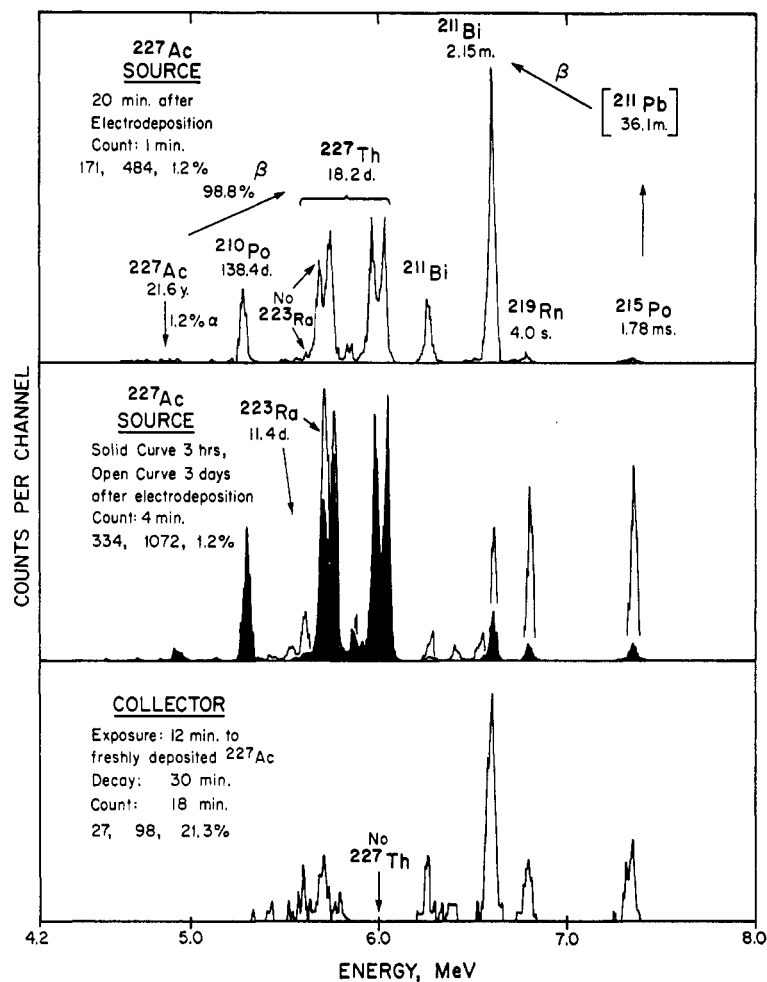 ²²⁷Ac
SOURCE
20 min. after
Electrodeposition
Count: 1 min.
171, 484, 1.2%
β
98.8%
²²⁷Th
18.2 d.
²¹¹Bi
2.15 m.
β
[²¹¹Pb]
36.1 m.
²²⁷Ac
21.6 y.
1.2% α
²¹⁰Po
138.4 d.
No
²²³Ra
²¹¹Bi
²¹⁹Rn
4.0 s.
²¹⁵Po
1.78 ms.
²²⁷Ac
SOURCE
Solid Curve 3 hrs,
Open Curve 3 days
after electrodeposition
Count: 4 min.
334, 1072, 1.2%
²²³Ra
11.4 d.
COLLECTOR
Exposure: 12 min. to
freshly deposited ²²⁷Ac
Decay: 30 min.
Count: 18 min.
27, 98, 21.3%
No
²²⁷Th
COUNTS PER CHANNEL
4.2 5.0 6.0 7.0 8.0
ENERGY, MeV